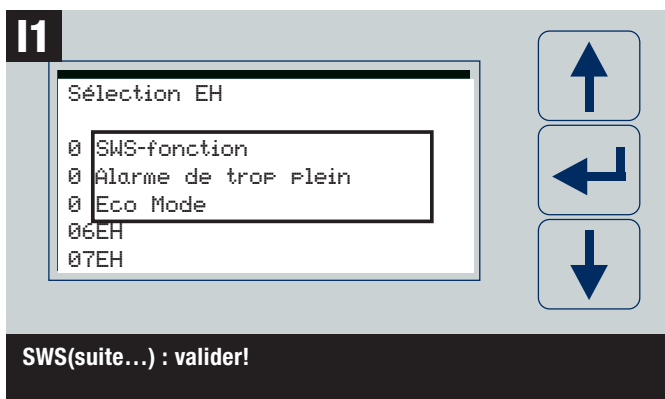 I1
Sélection EH
0 SWS-fonction
0 Alarme de trop plein
0 Eco Mode
06EH
07EH
SWS(suite...) : valider!